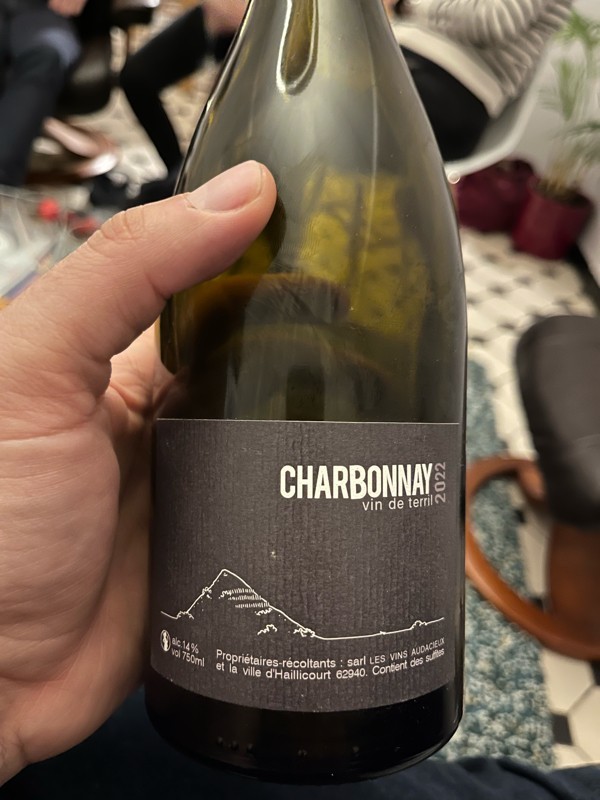 CHARBONNAY
2022
vin de terril
alc 14%
vol 750ml
Propriétaires-récoltants : sarl LES VINS AUDACIEUX
et la ville d'Haillicourt 62940. Contient des sulfites